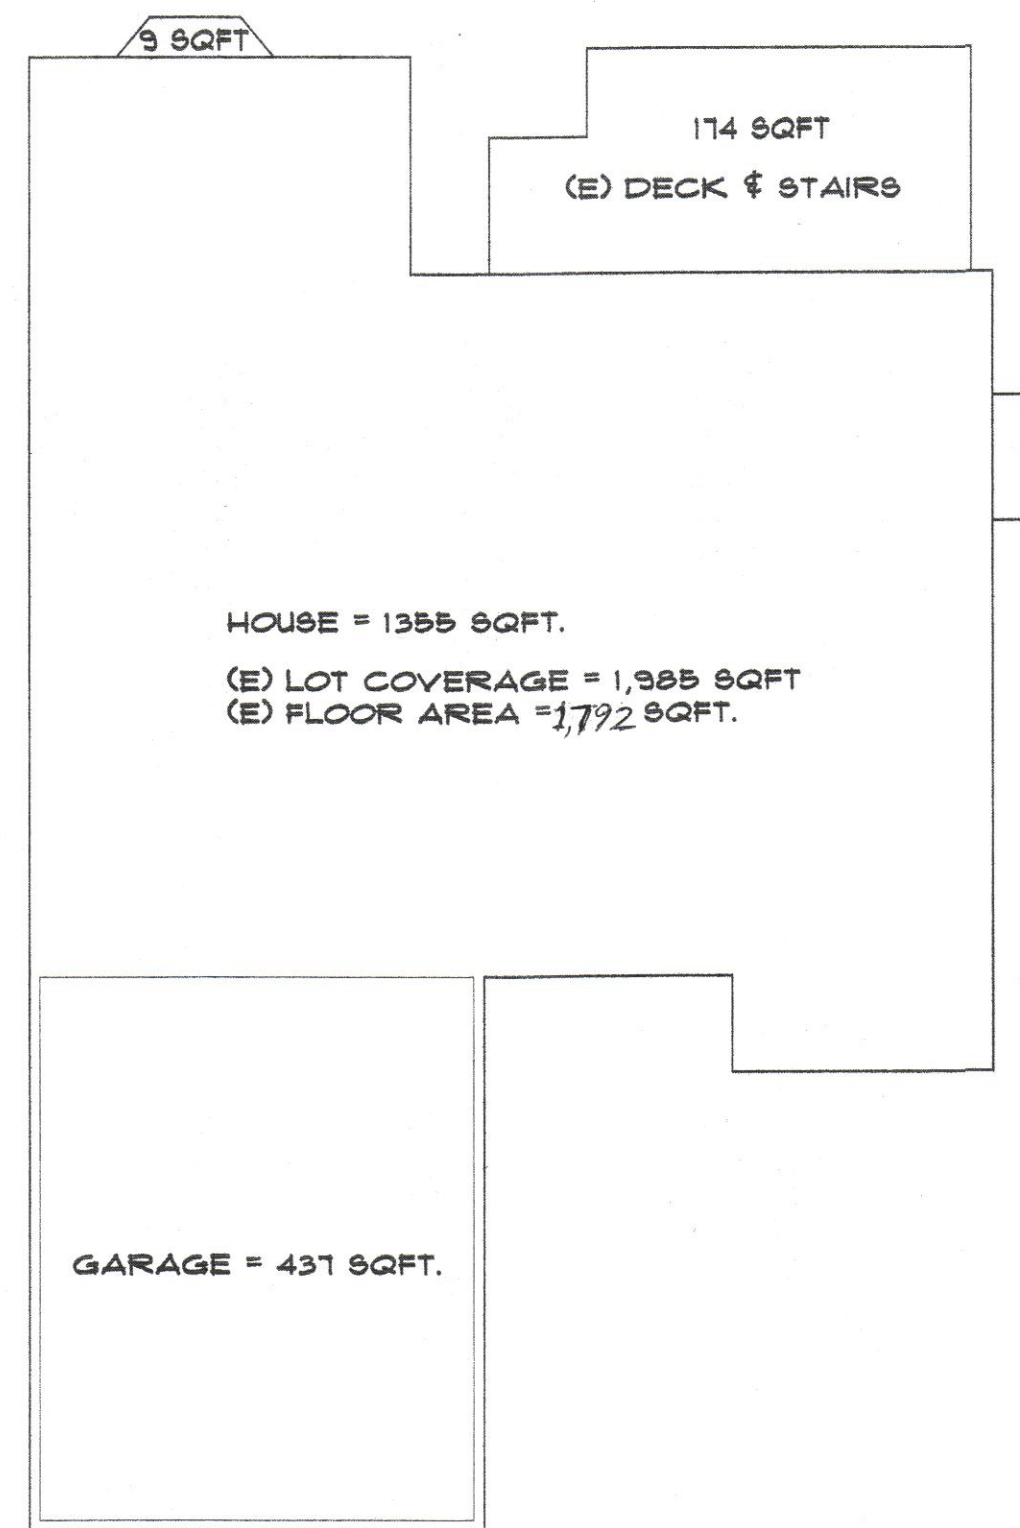 9 SQFT
174 SQFT
(E) DECK & STAIRS
HOUSE = 1355 SQFT.
(E) LOT COVERAGE = 1,985 SQFT
(E) FLOOR AREA = 1,792 SQFT.
GARAGE = 437 SQFT.